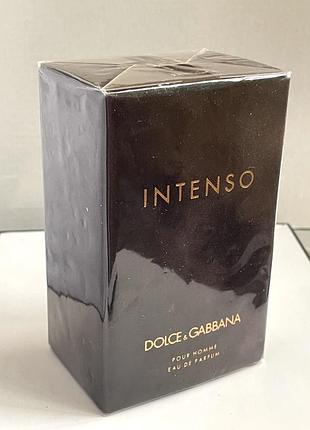 INTENSO
DOLCE & GABBANA
POUR HOMME
EAU DE PARFUM